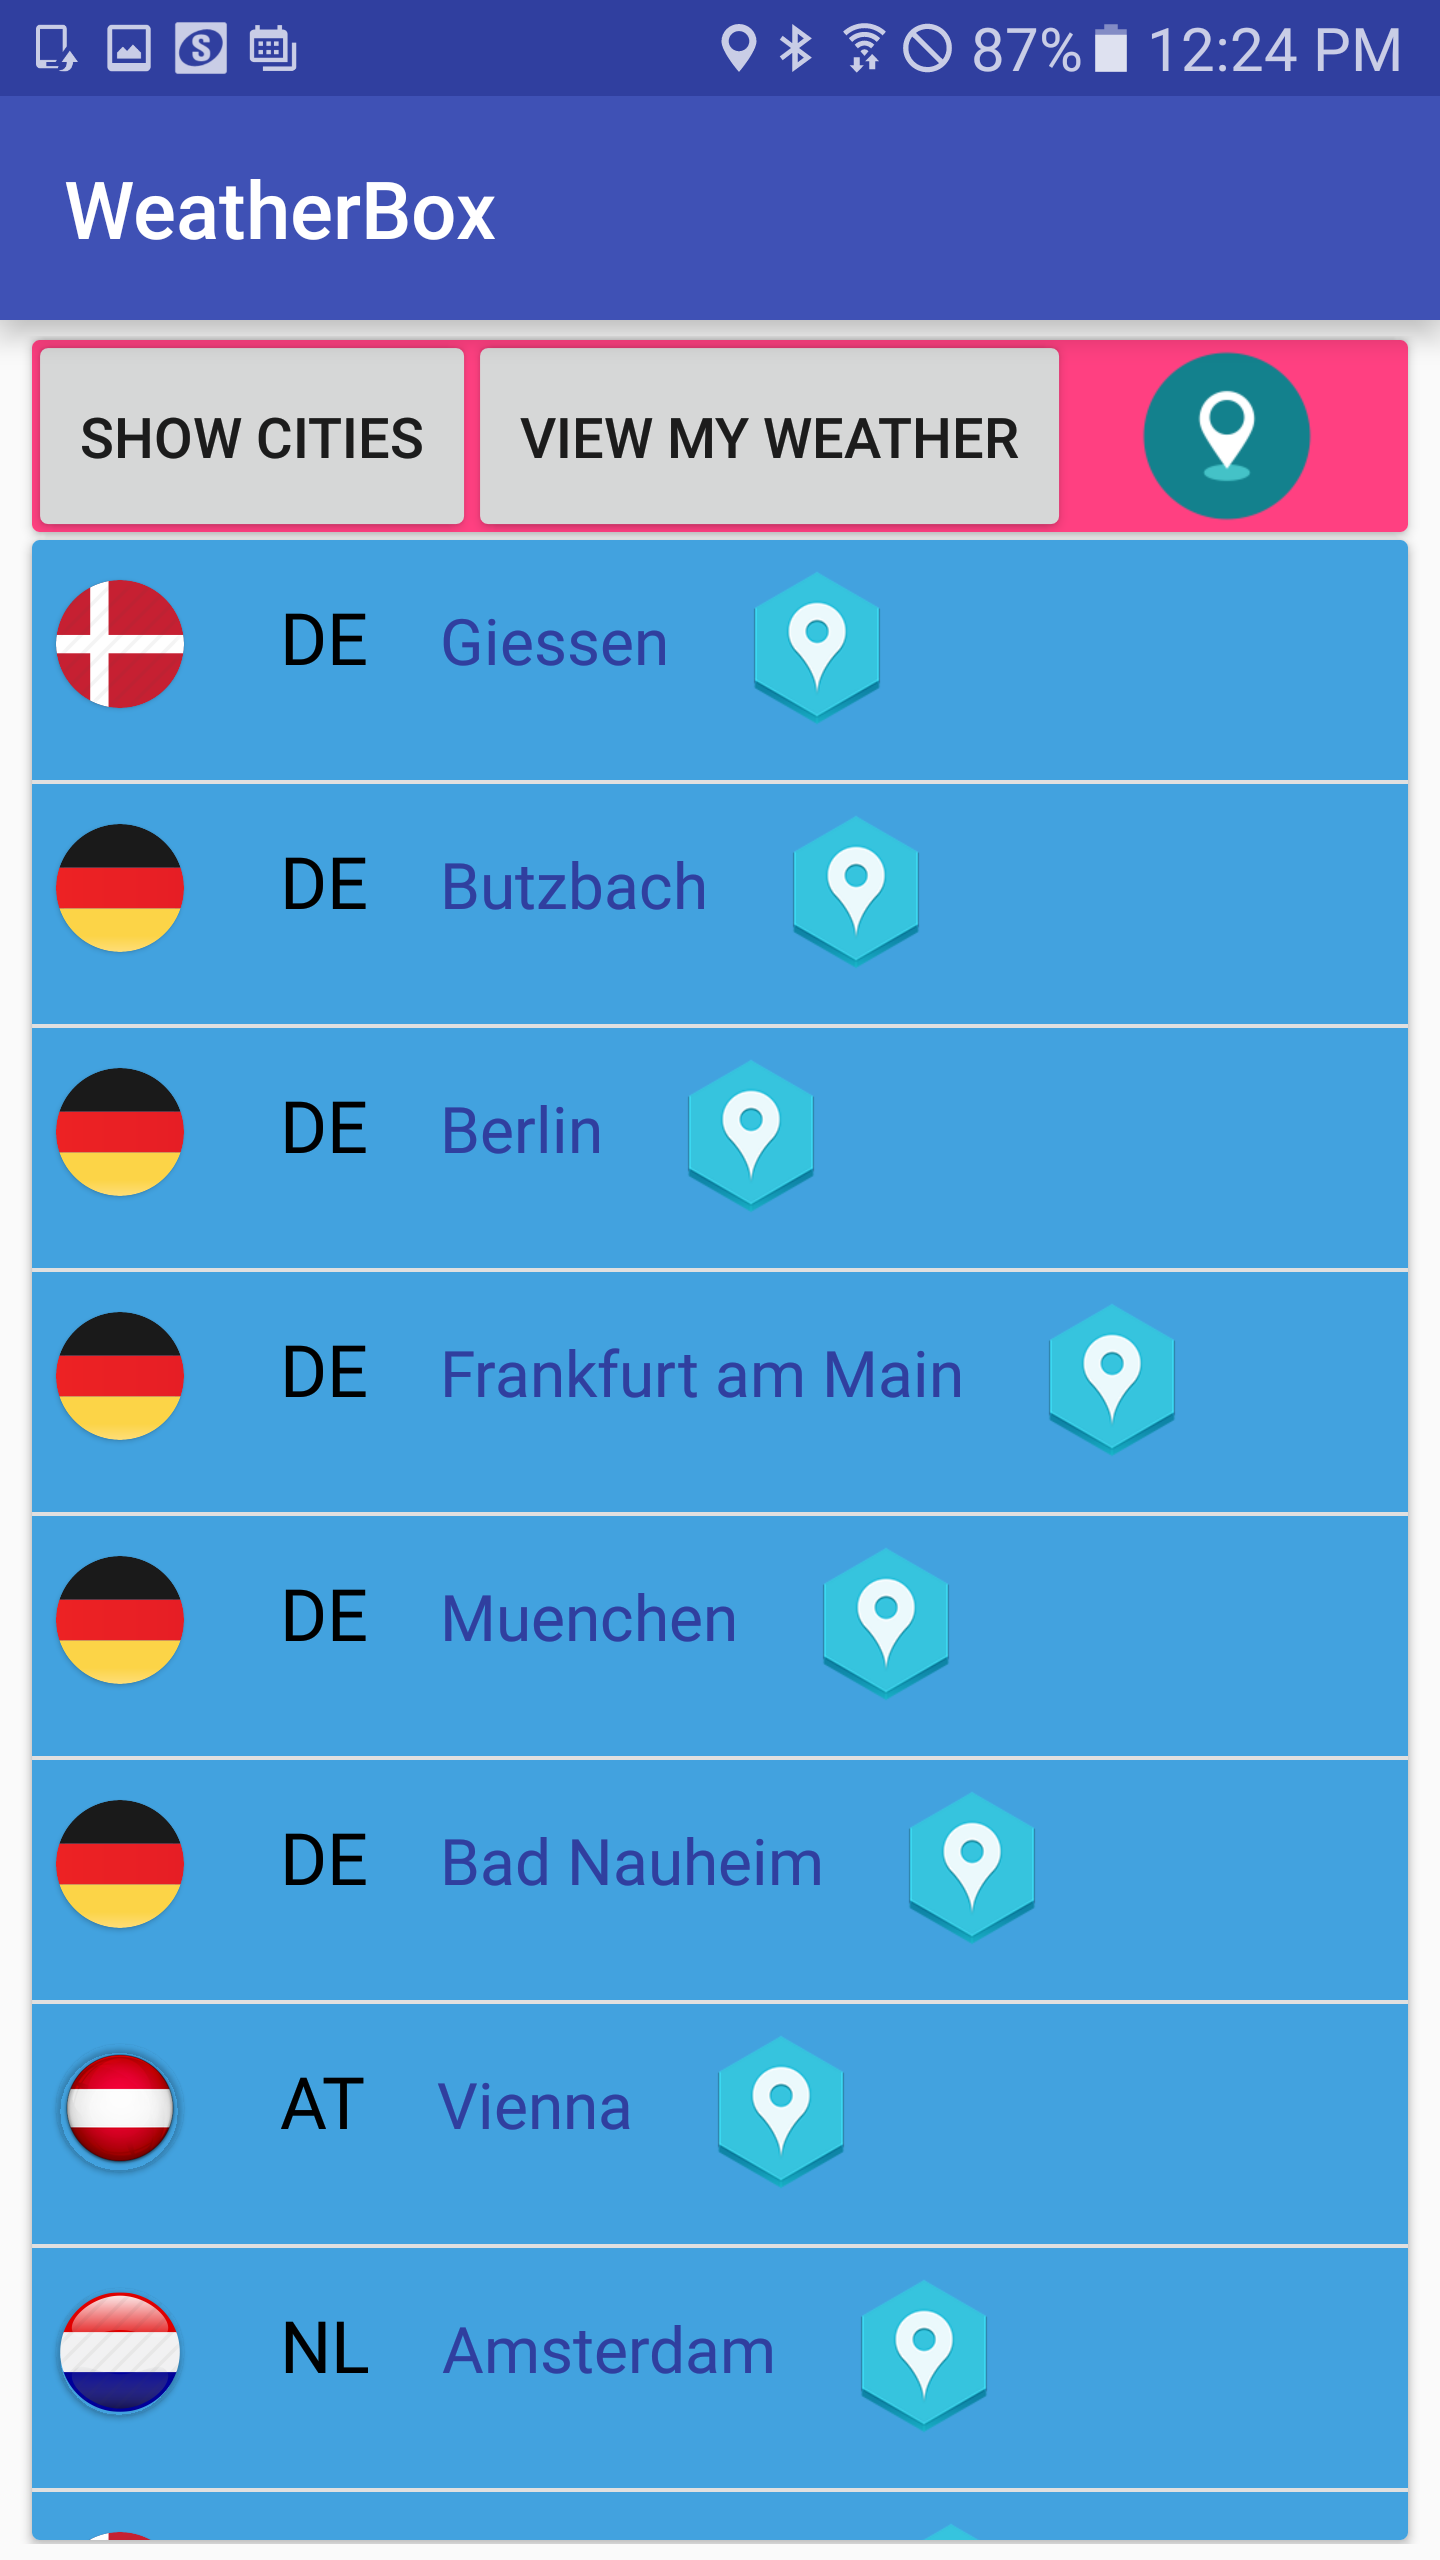 87% 12:24 PM
WeatherBox
SHOW CITIES VIEW MY WEATHER
DE Giessen
DE Butzbach
DE Berlin
DE Frankfurt am Main
DE Muenchen
DE Bad Nauheim
AT Vienna
NL Amsterdam